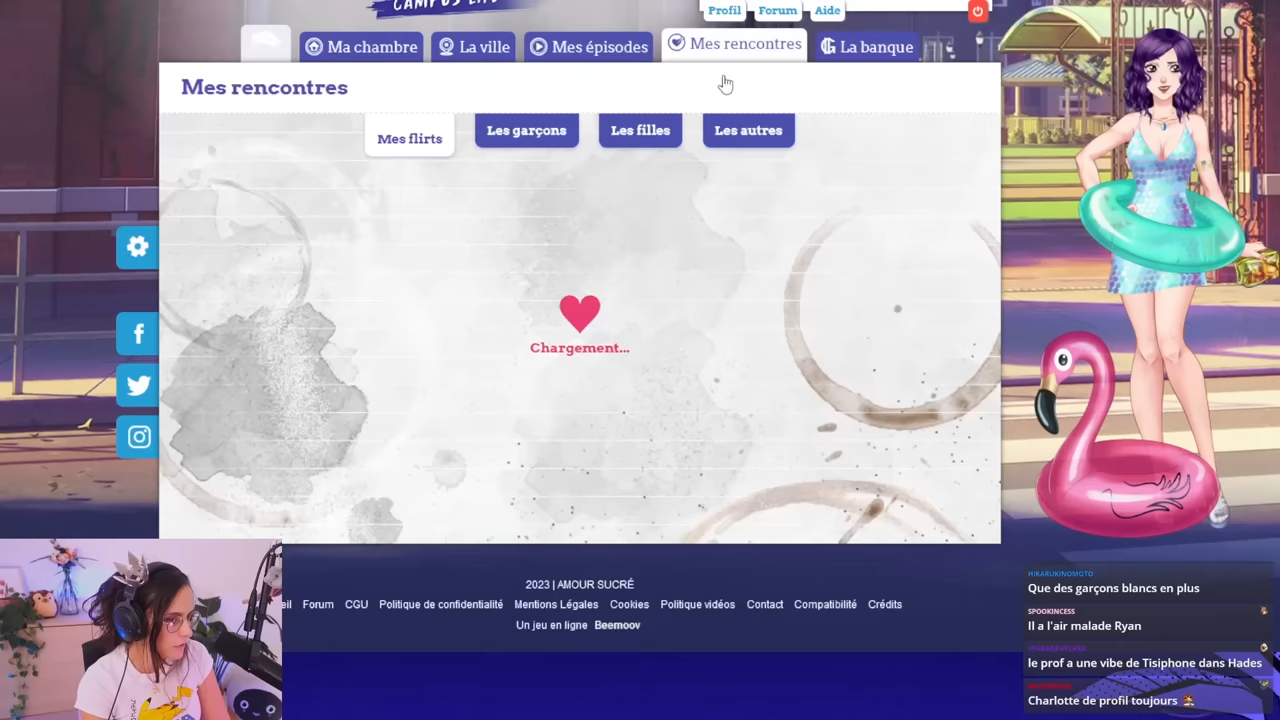 CAMPUS LIFE
Profil
Forum
Aide
Ma chambre
La ville
Mes épisodes
Mes rencontres
La banque
Mes rencontres
Mes flirts
Les garçons
Les filles
Les autres
Chargement...
2023 | AMOUR SUCRÉ
Forum CGU Politique de confidentialité Mentions Légales Cookies Politique vidéos Contact Compatibilité Crédits
Un jeu en ligne Beemoov
HIKARUKINOMOTO
Que des garçons blancs en plus
SPOOKINCESS
Il a l'air malade Ryan
le prof a une vibe de Tisiphone dans Hades
Charlotte de profil toujours